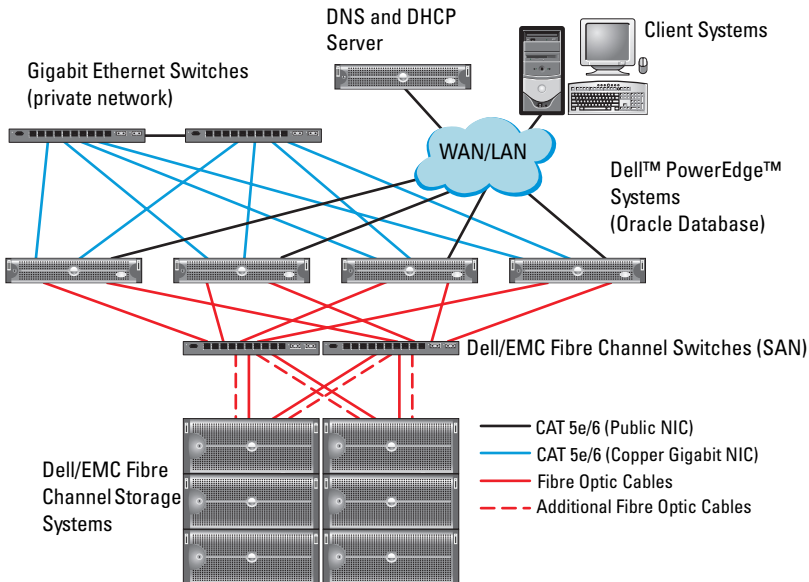 DNS and DHCP
Server
Client Systems
Gigabit Ethernet Switches
(private network)
WAN/LAN
Dell™ PowerEdge™
Systems
(Oracle Database)
Dell/EMC Fibre Channel Switches (SAN)
Dell/EMC Fibre
Channel Storage
Systems
CAT 5e/6 (Public NIC)
CAT 5e/6 (Copper Gigabit NIC)
Fibre Optic Cables
Additional Fibre Optic Cables